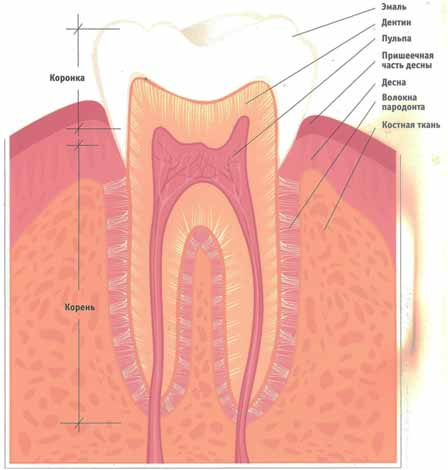 Эмаль
Дентин
Пульпа
Пришеечная
часть десны
Десна
Волокна
пародонта
Костная ткань
Коронка
Корень